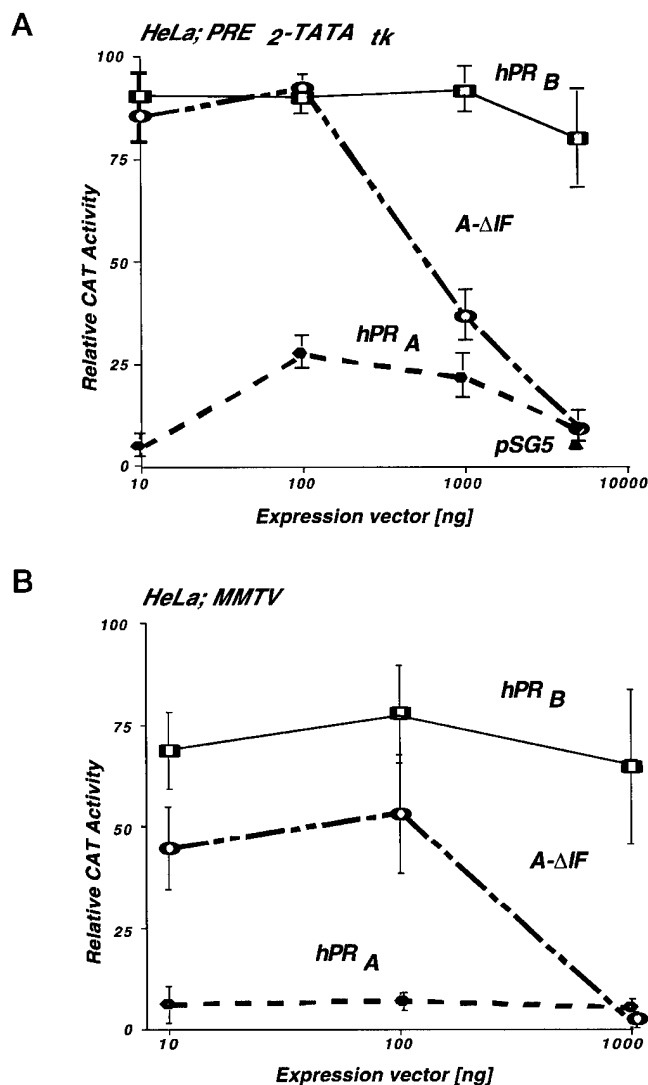 A
HeLa; PRE 2-TATA tk
100
75
50
25
0
Relative CAT Activity
hPR B
A-ΔIF
hPR A
pSG5
10 100 1000 10000
Expression vector [ng]
B
HeLa; MMTV
100
75
50
25
0
Relative CAT Activity
hPR B
A-ΔIF
hPR A
10 100 1000
Expression vector [ng]